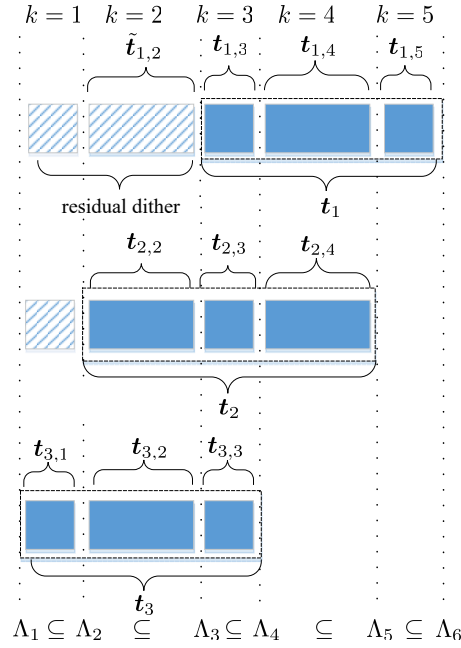 k = 1 k = 2 k = 3 k = 4 k = 5
t̃1,2 t1,3 t1,4 t1,5
residual dither
t1
t2,2 t2,3 t2,4
t2
t3,1 t3,2 t3,3
t3
Λ1 ⊆ Λ2 ⊆ Λ3 ⊆ Λ4 ⊆ Λ5 ⊆ Λ6